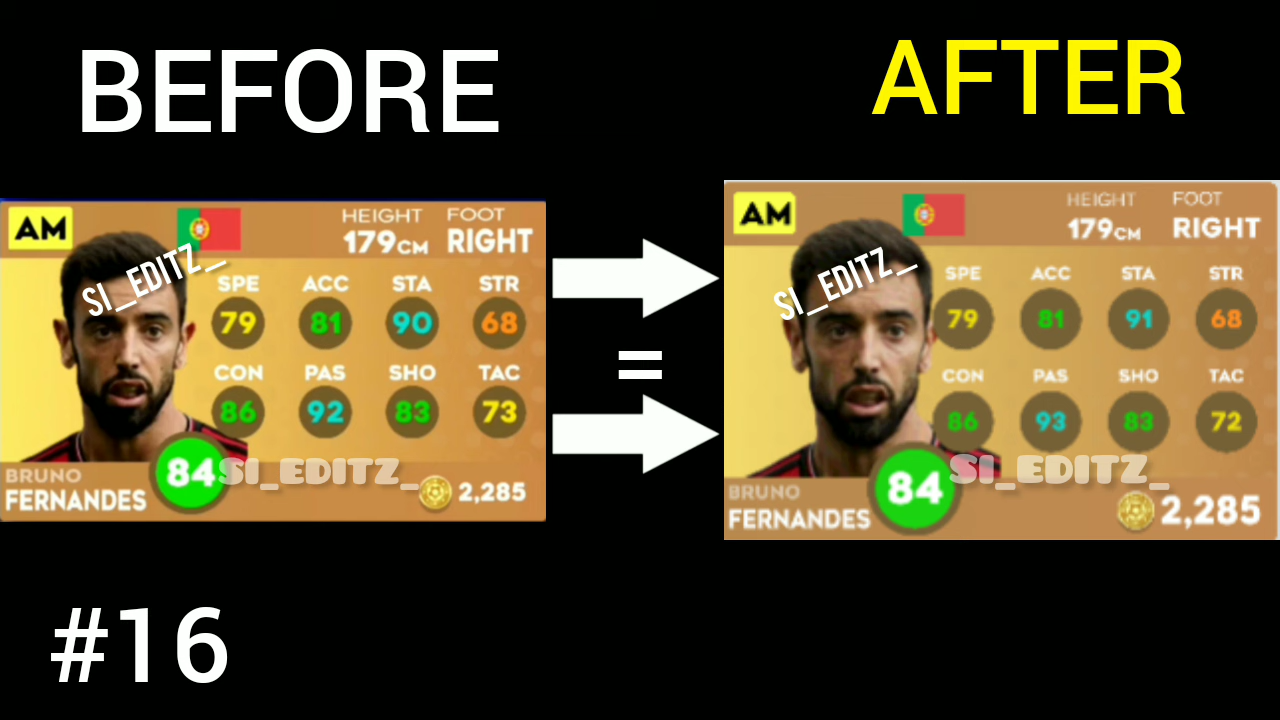 BEFORE
AFTER
AM
HEIGHT FOOT
179CM RIGHT
SI_EDITZ_
SPE ACC STA STR
79 81 90 68
CON PAS SHO TAC
86 92 83 73
BRUNO
FERNANDES
84
SI_EDITZ_
2,285
=
AM
HEIGHT FOOT
179CM RIGHT
SI_EDITZ_
SPE ACC STA STR
79 81 91 68
CON PAS SHO TAC
86 93 83 72
BRUNO
FERNANDES
84
SI_EDITZ_
2,285
#16